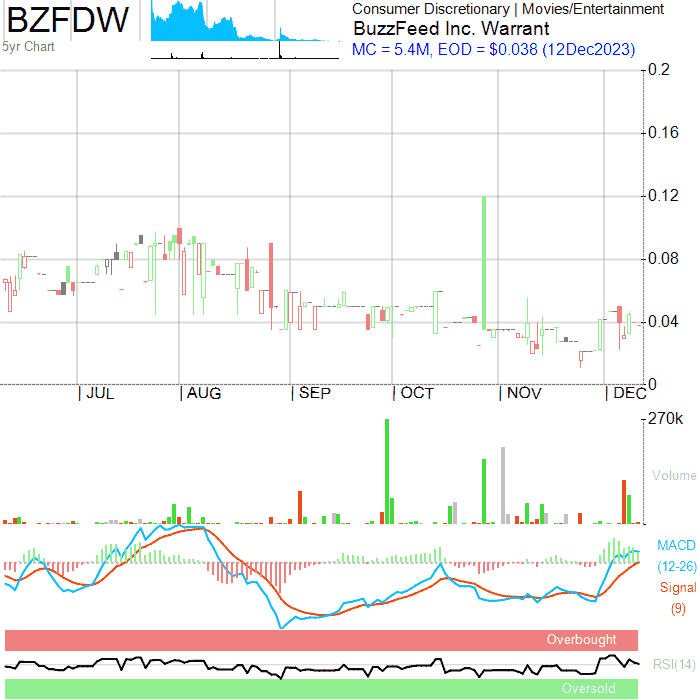 BZFDW
5yr Chart
Consumer Discretionary | Movies/Entertainment
BuzzFeed Inc. Warrant
MC = 5.4M, EOD = $0.038 (12Dec2023)
0.2
0.16
0.12
0.08
0.04
0
JUL AUG SEP OCT NOV DEC
270k
Volume
MACD
(12-26)
Signal
(9)
Overbought
RSI(14)
Oversold